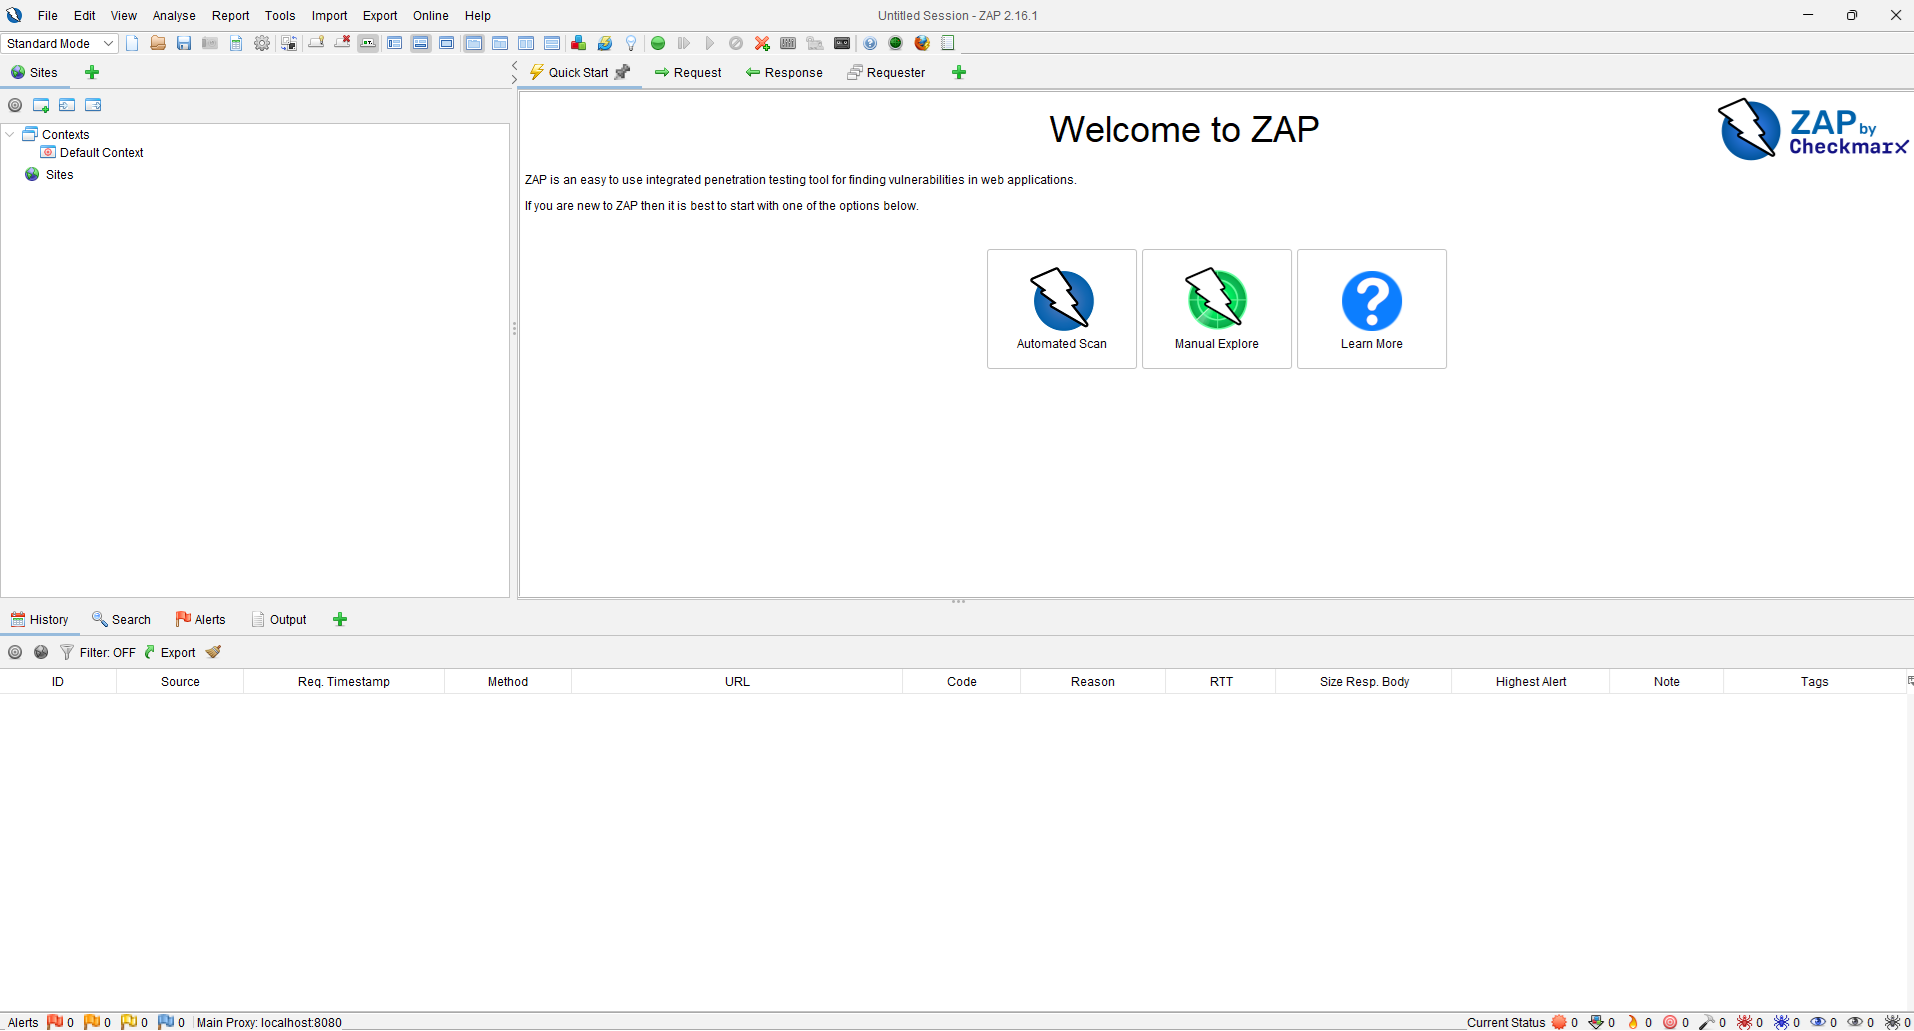 File Edit View Analyse Report Tools Import Export Online Help
Untitled Session - ZAP 2.16.1
Standard Mode
Sites
Quick Start Request Response Requester
Contexts
Default Context
Sites
Welcome to ZAP
ZAP by
Checkmarx
ZAP is an easy to use integrated penetration testing tool for finding vulnerabilities in web applications.
If you are new to ZAP then it is best to start with one of the options below.
Automated Scan Manual Explore Learn More
History Search Alerts Output
Filter: OFF Export
ID Source Req. Timestamp Method URL Code Reason RTT Size Resp. Body Highest Alert Note Tags
Alerts 0 0 0 0 Main Proxy: localhost:8080 Current Status 0 0 0 0 0 0 0 0 0 0